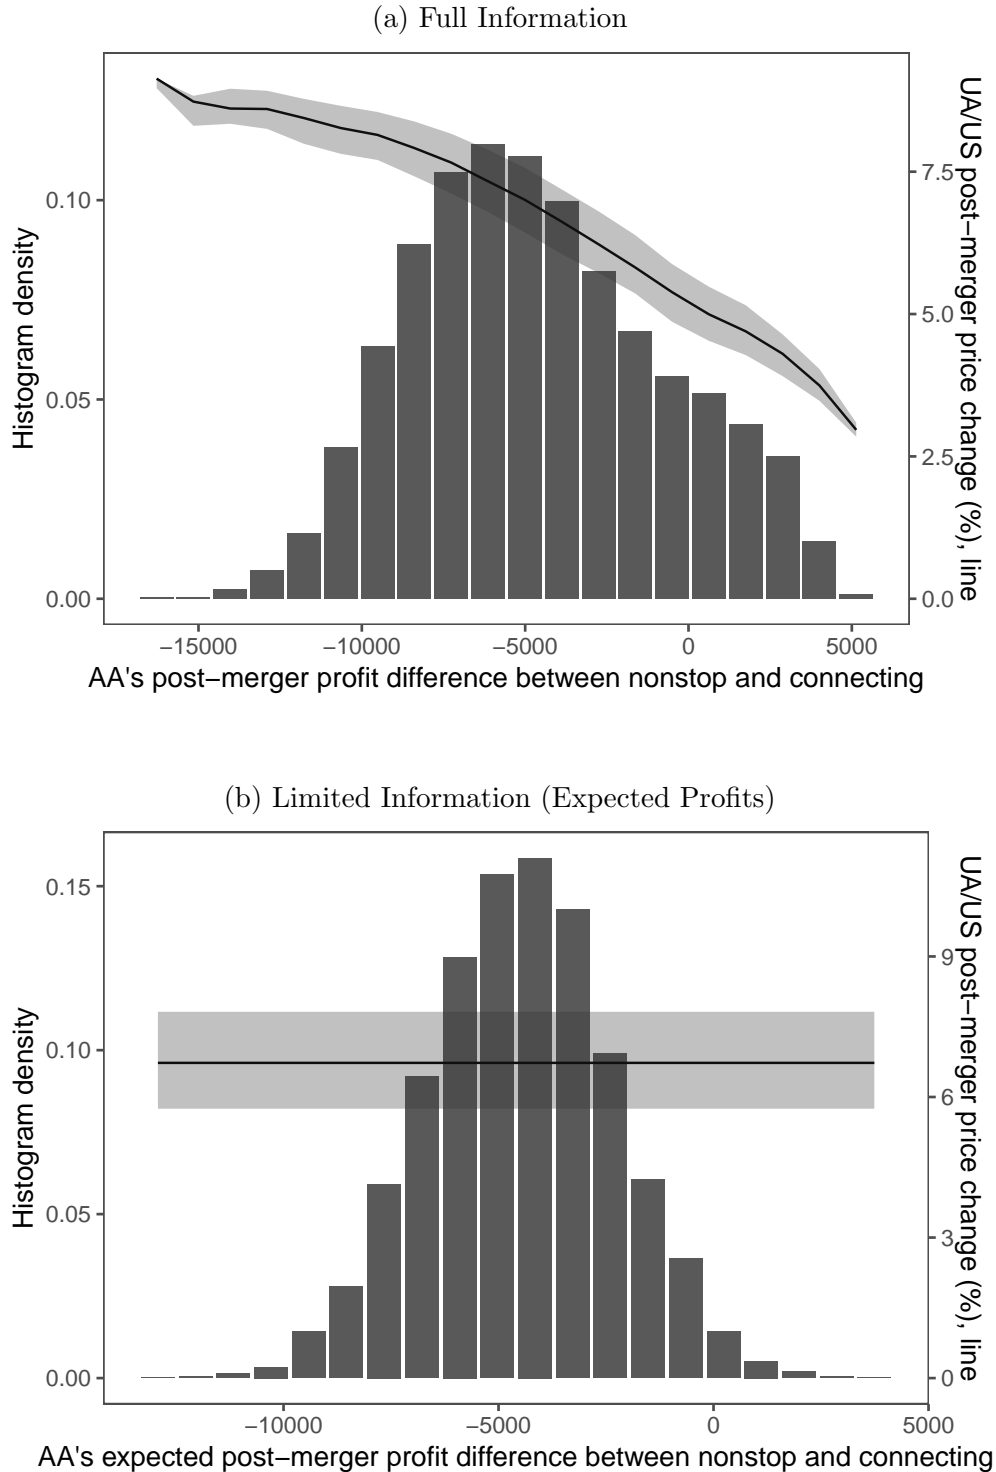 (a) Full Information
Histogram density
0.10
0.05
0.00
7.5
5.0
2.5
0.0
UA/US post−merger price change (%), line
−15000 −10000 −5000 0 5000
AA's post−merger profit difference between nonstop and connecting
(b) Limited Information (Expected Profits)
Histogram density
0.15
0.10
0.05
0.00
9
6
3
0
UA/US post−merger price change (%), line
−10000 −5000 0 5000
AA's expected post−merger profit difference between nonstop and connecting